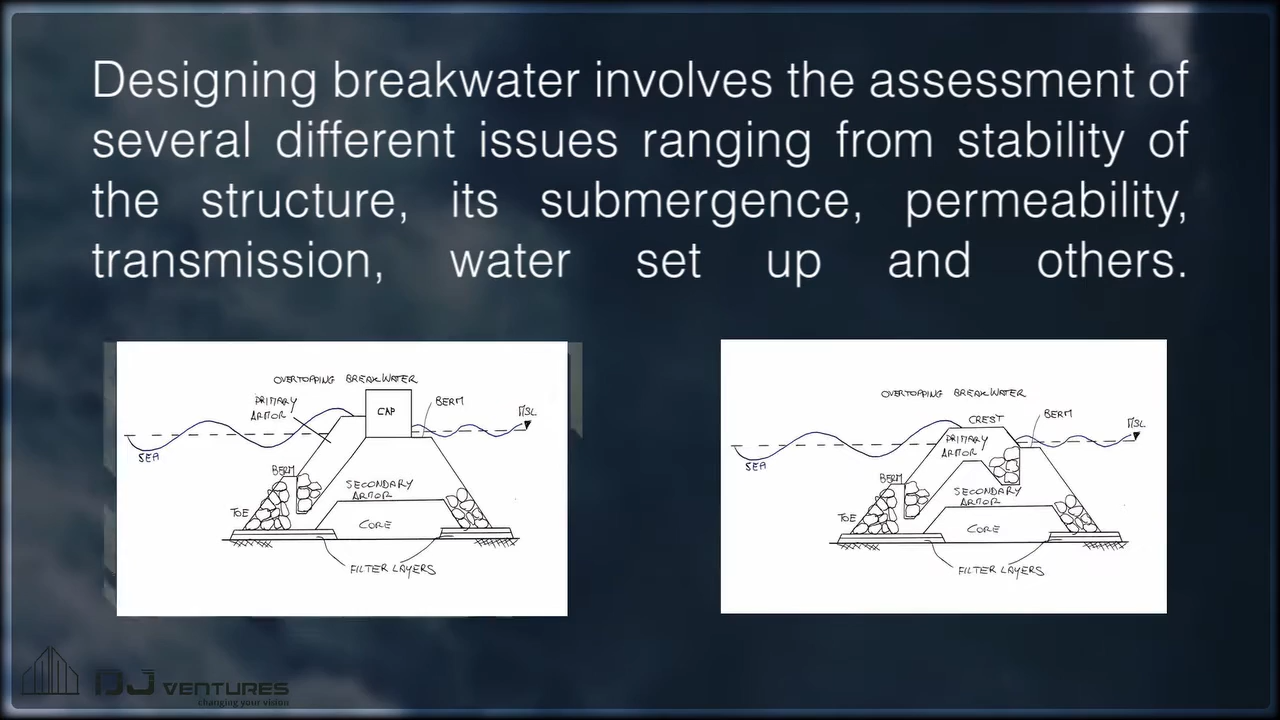 Designing breakwater involves the assessment of
several different issues ranging from stability of
the structure, its submergence, permeability,
transmission, water set up and others.
OVERTOPPING BREAKWATER
PRIMARY
ARMOR
CAP
BERM
MSL
SEA
BERM
SECONDARY
ARMOR
TOE
CORE
FILTER LAYERS
OVERTOPPING BREAKWATER
CREST
BERM
MSL
PRIMARY
ARMOR
SEA
BERM
SECONDARY
ARMOR
TOE
CORE
FILTER LAYERS
DJ VENTURES
changing your vision